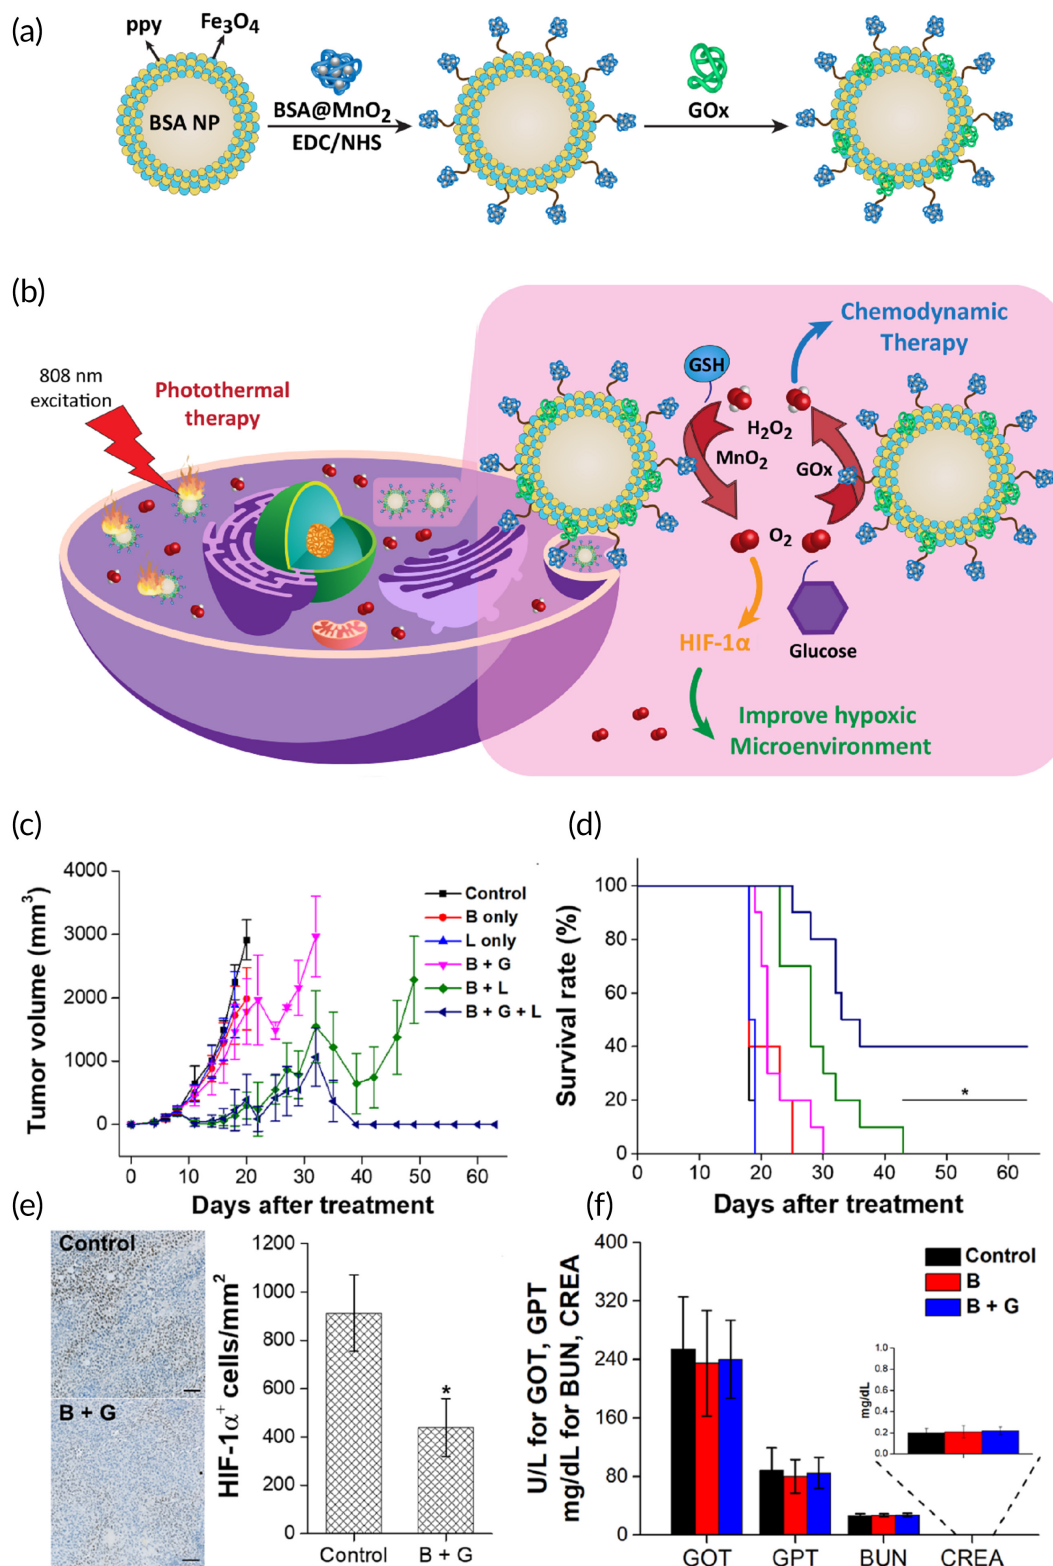 (a)
ppy
Fe3O4
BSA NP
BSA@MnO2
EDC/NHS
GOx
(b)
808 nm
excitation
Photothermal
therapy
Chemodynamic
Therapy
GSH
H2O2
MnO2
GOx
O2
HIF-1α
Glucose
Improve hypoxic
Microenvironment
(c)
Tumor volume (mm3)
4000
3000
2000
1000
0
0 10 20 30 40 50 60
Days after treatment
Control
B only
L only
B + G
B + L
B + G + L
(d)
Survival rate (%)
100
80
60
40
20
0
*
0 10 20 30 40 50 60
Days after treatment
(e)
Control
B + G
HIF-1α+ cells/mm2
1200
1000
800
600
400
200
0
*
Control B + G
(f)
U/L for GOT, GPT
mg/dL for BUN, CREA
400
320
240
160
80
0
Control
B
B + G
mg/dL
1.0
0.8
0.6
0.4
0.2
0.0
GOT GPT BUN CREA